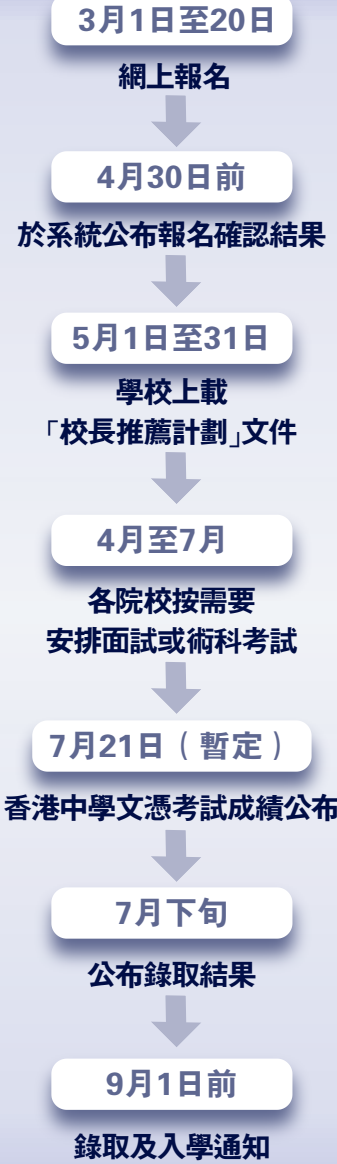 3月1日至20日
網上報名
4月30日前
於系統公布報名確認結果
5月1日至31日
學校上載
「校長推薦計劃」文件
4月至7月
各院校按需要
安排面試或術科考試
7月21日（暫定）
香港中學文憑考試成績公布
7月下旬
公布錄取結果
9月1日前
錄取及入學通知